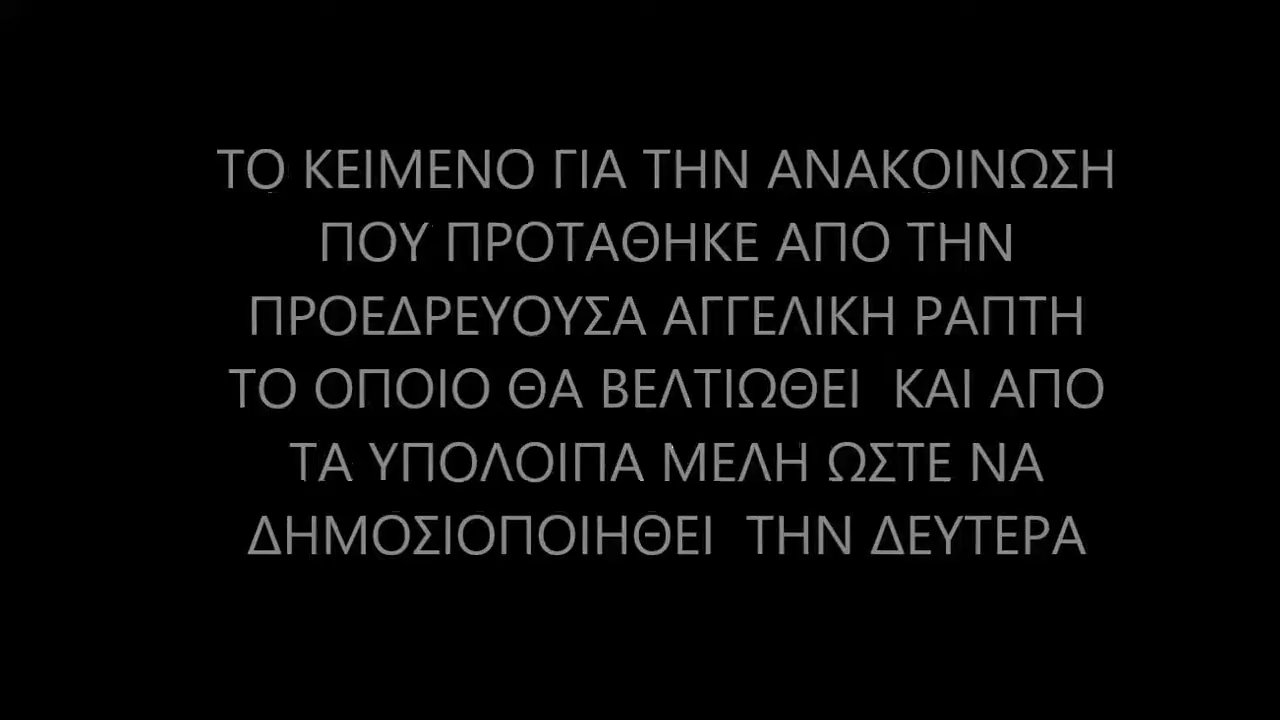 ΤΟ ΚΕΙΜΕΝΟ ΓΙΑ ΤΗΝ ΑΝΑΚΟΙΝΩΣΗ
ΠΟΥ ΠΡΟΤΑΘΗΚΕ ΑΠΟ ΤΗΝ
ΠΡΟΕΔΡΕΥΟΥΣΑ ΑΓΓΕΛΙΚΗ ΡΑΠΤΗ
ΤΟ ΟΠΟΙΟ ΘΑ ΒΕΛΤΙΩΘΕΙ  ΚΑΙ ΑΠΟ
ΤΑ ΥΠΟΛΟΙΠΑ ΜΕΛΗ ΩΣΤΕ ΝΑ
ΔΗΜΟΣΙΟΠΟΙΗΘΕΙ  ΤΗΝ ΔΕΥΤΕΡΑ